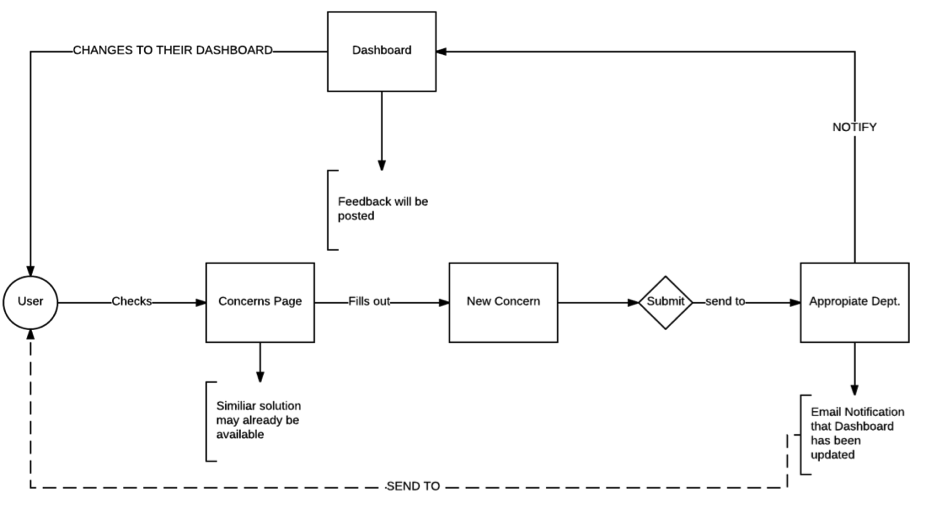 CHANGES TO THEIR DASHBOARD
Dashboard
NOTIFY
Feedback will be
posted
User
Checks
Concerns Page
Fills out
New Concern
Submit
send to
Appropiate Dept.
Similiar solution
may already be
available
Email Notification
that Dashboard
has been
updated
SEND TO